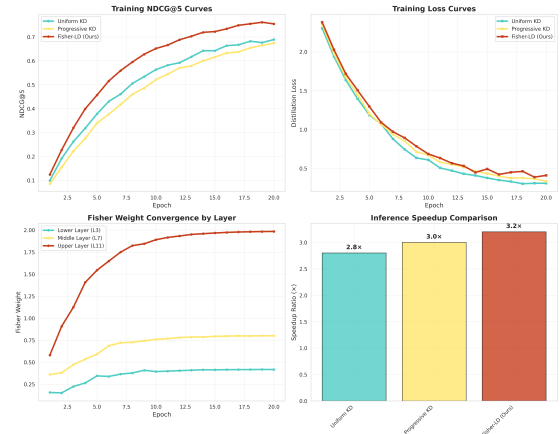 Training NDCG@5 Curves
Uniform KD
Progressive KD
Fisher-LD (Ours)
NDCG@5
0.7
0.6
0.5
0.4
0.3
0.2
0.1
2.5 5.0 7.5 10.0 12.5 15.0 17.5 20.0
Epoch
Training Loss Curves
Uniform KD
Progressive KD
Fisher-LD (Ours)
Distillation Loss
2.0
1.5
1.0
0.5
2.5 5.0 7.5 10.0 12.5 15.0 17.5 20.0
Epoch
Fisher Weight Convergence by Layer
Lower Layer (L3)
Middle Layer (L7)
Upper Layer (L11)
Fisher Weight
2.00
1.75
1.50
1.25
1.00
0.75
0.50
0.25
2.5 5.0 7.5 10.0 12.5 15.0 17.5 20.0
Epoch
Inference Speedup Comparison
2.8×
3.0×
3.2×
Speedup Ratio (×)
3.0
2.5
2.0
1.5
1.0
0.5
0.0
Uniform KD
Progressive KD
Fisher-LD (Ours)